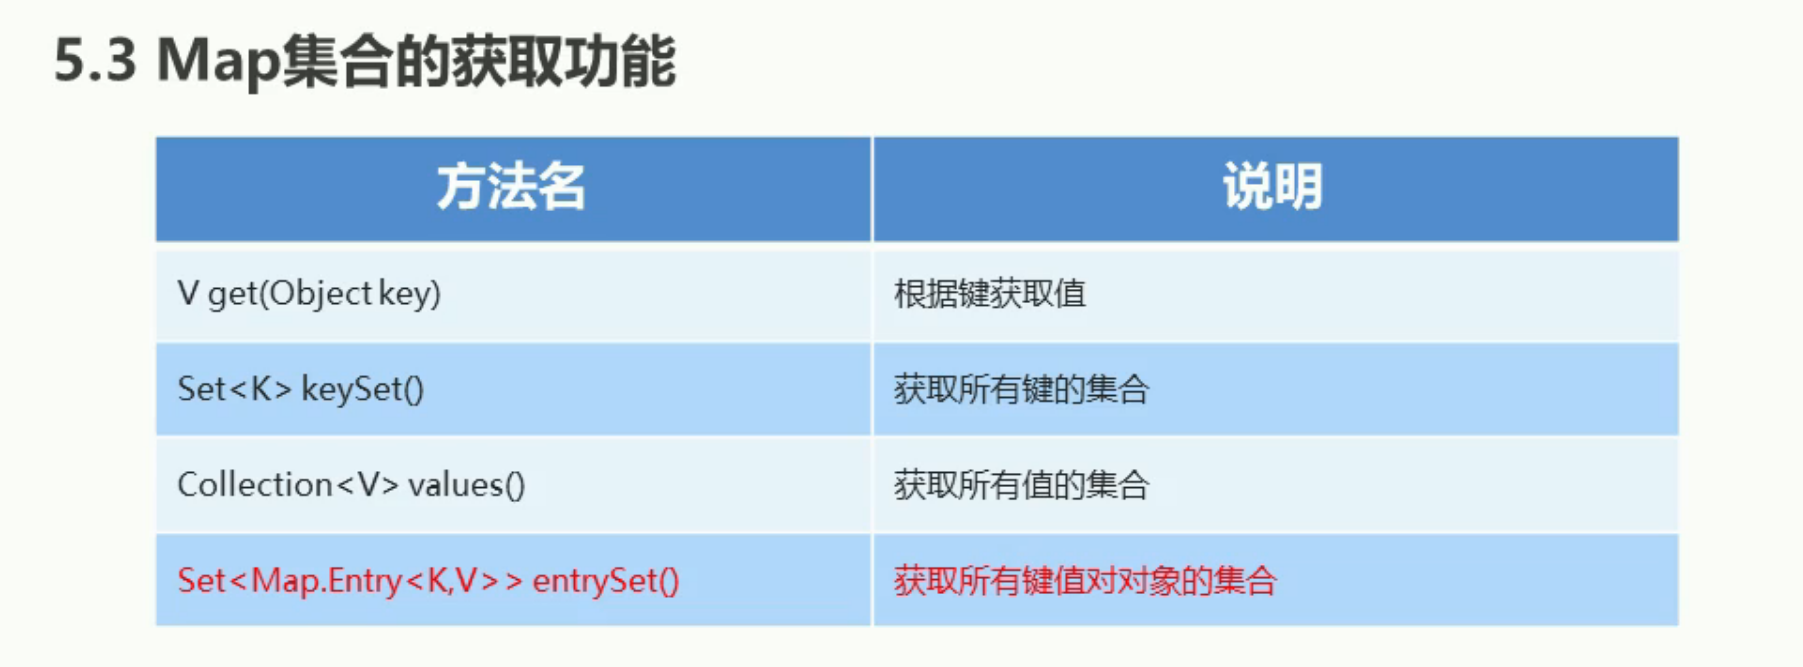 5.3 Map集合的获取功能
方法名 说明
V get(Object key) 根据键获取值
Set<K> keySet() 获取所有键的集合
Collection<V> values() 获取所有值的集合
Set<Map.Entry<K,V>> entrySet() 获取所有键值对对象的集合